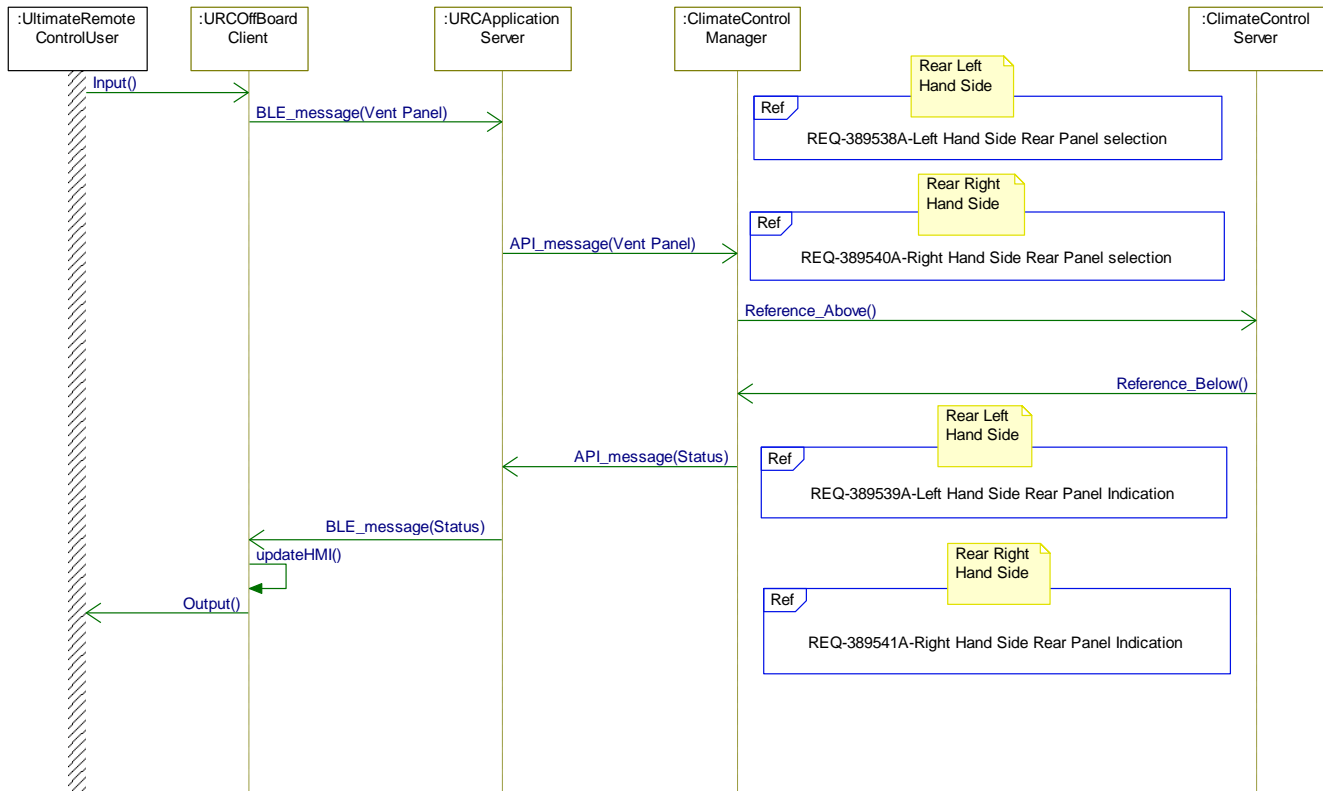 :UltimateRemote
ControlUser
:URCOffBoard
Client
:URCApplication
Server
:ClimateControl
Manager
:ClimateControl
Server
Input()
BLE_message(Vent Panel)
Rear Left
Hand Side
Ref
REQ-389538A-Left Hand Side Rear Panel selection
Rear Right
Hand Side
Ref
API_message(Vent Panel)
REQ-389540A-Right Hand Side Rear Panel selection
Reference_Above()
Reference_Below()
Rear Left
Hand Side
API_message(Status)
Ref
REQ-389539A-Left Hand Side Rear Panel Indication
BLE_message(Status)
updateHMI()
Rear Right
Hand Side
Output()
Ref
REQ-389541A-Right Hand Side Rear Panel Indication